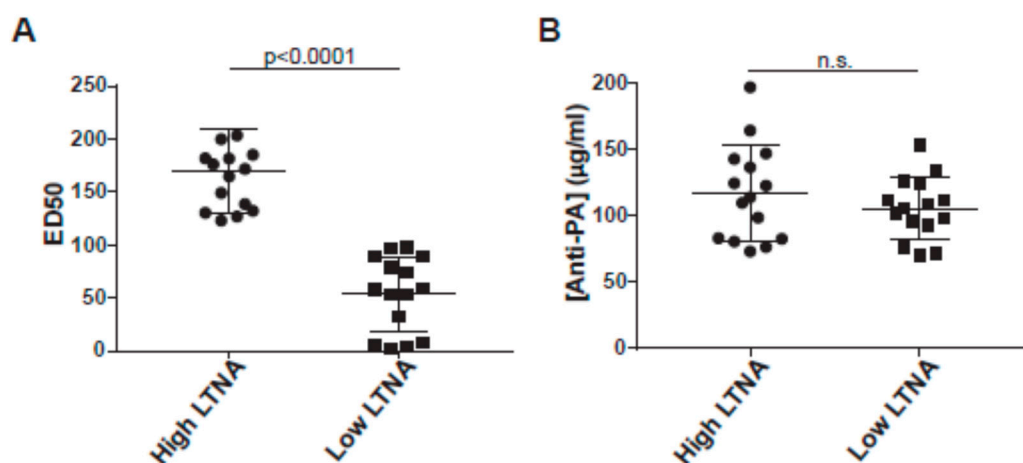 A
p<0.0001
ED50
250
200
150
100
50
0
High LTNA
Low LTNA
B
n.s.
[Anti-PA] (µg/ml)
200
150
100
50
0
High LTNA
Low LTNA